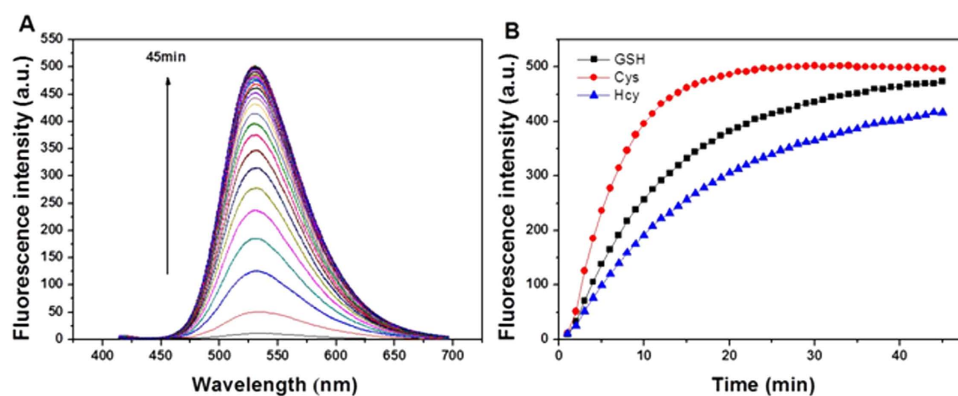 A
45min
550
500
450
400
350
300
250
200
150
100
50
0
400 450 500 550 600 650 700 750
Wavelength (nm)
Fluorescence intensity (a.u.)
B
GSH
Cys
Hcy
500
400
300
200
100
0
0 10 20 30 40
Time (min)
Fluorescence intensity (a.u.)